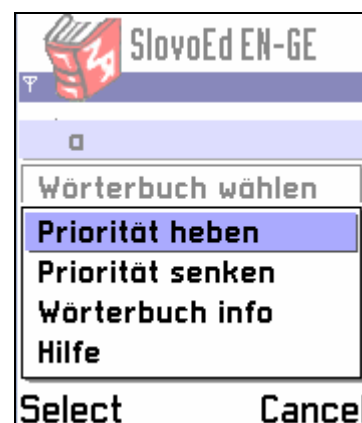 SlovoEd EN-GE
a
Wörterbuch wählen
Priorität heben
Priorität senken
Wörterbuch info
Hilfe
Select Cancel